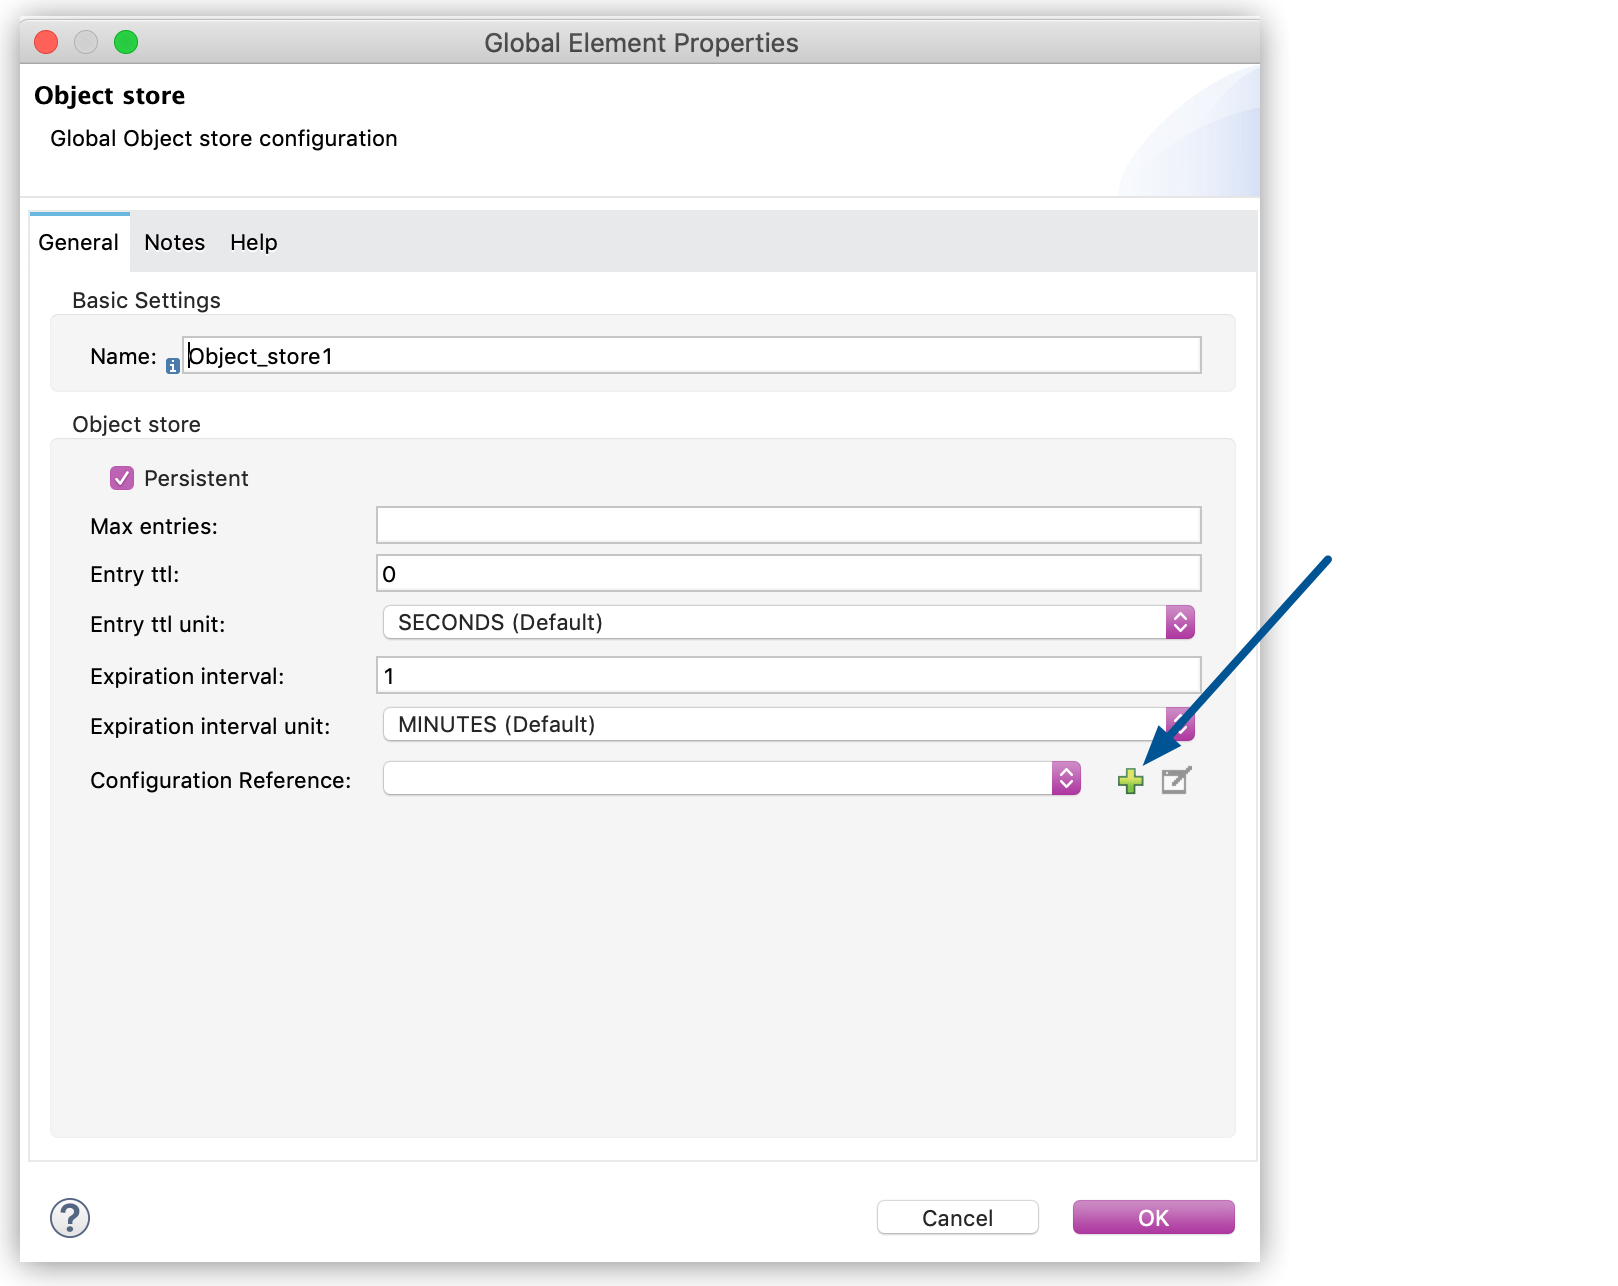 Global Element Properties
Object store
Global Object store configuration
General Notes Help
Basic Settings
Name: Object_store1
Object store
Persistent
Max entries:
Entry ttl: 0
Entry ttl unit: SECONDS (Default)
Expiration interval: 1
Expiration interval unit: MINUTES (Default)
Configuration Reference:
? Cancel OK